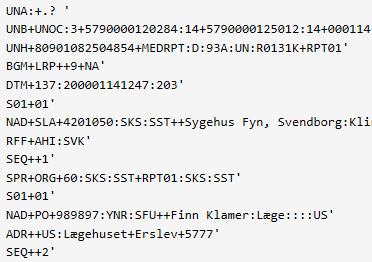 UNA:+.? '
UNB+UNOC:3+5790000120284:14+5790000125012:14+000114
UNH+80901082504854+MEDRPT:D:93A:UN:R0131K+RPT01'
BGM+LRP++9+NA'
DTM+137:200001141247:203'
S01+01'
NAD+SLA+4201050:SKS:SST++Sygehus Fyn, Svendborg:Kli
RFF+AHI:SVK'
SEQ++1'
SPR+ORG+60:SKS:SST+RPT01:SKS:SST'
S01+01'
NAD+PO+989897:YNR:SFU++Finn Klamer:Læge::::US'
ADR++US:Lægehuset+Erslev+5777'
SEQ++2'